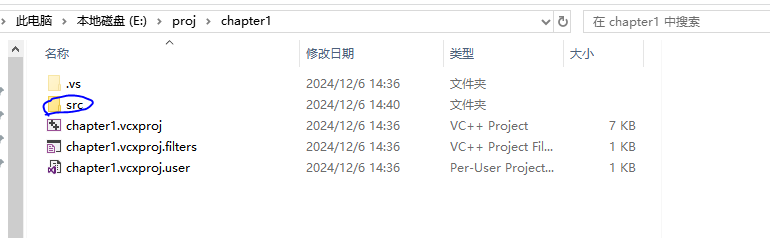 此电脑 > 本地磁盘 (E:) > proj > chapter1
在 chapter1 中搜索
名称 修改日期 类型 大小
.vs 2024/12/6 14:36 文件夹
src 2024/12/6 14:40 文件夹
chapter1.vcxproj 2024/12/6 14:36 VC++ Project 7 KB
chapter1.vcxproj.filters 2024/12/6 14:36 VC++ Project Fil... 1 KB
chapter1.vcxproj.user 2024/12/6 14:36 Per-User Project... 1 KB